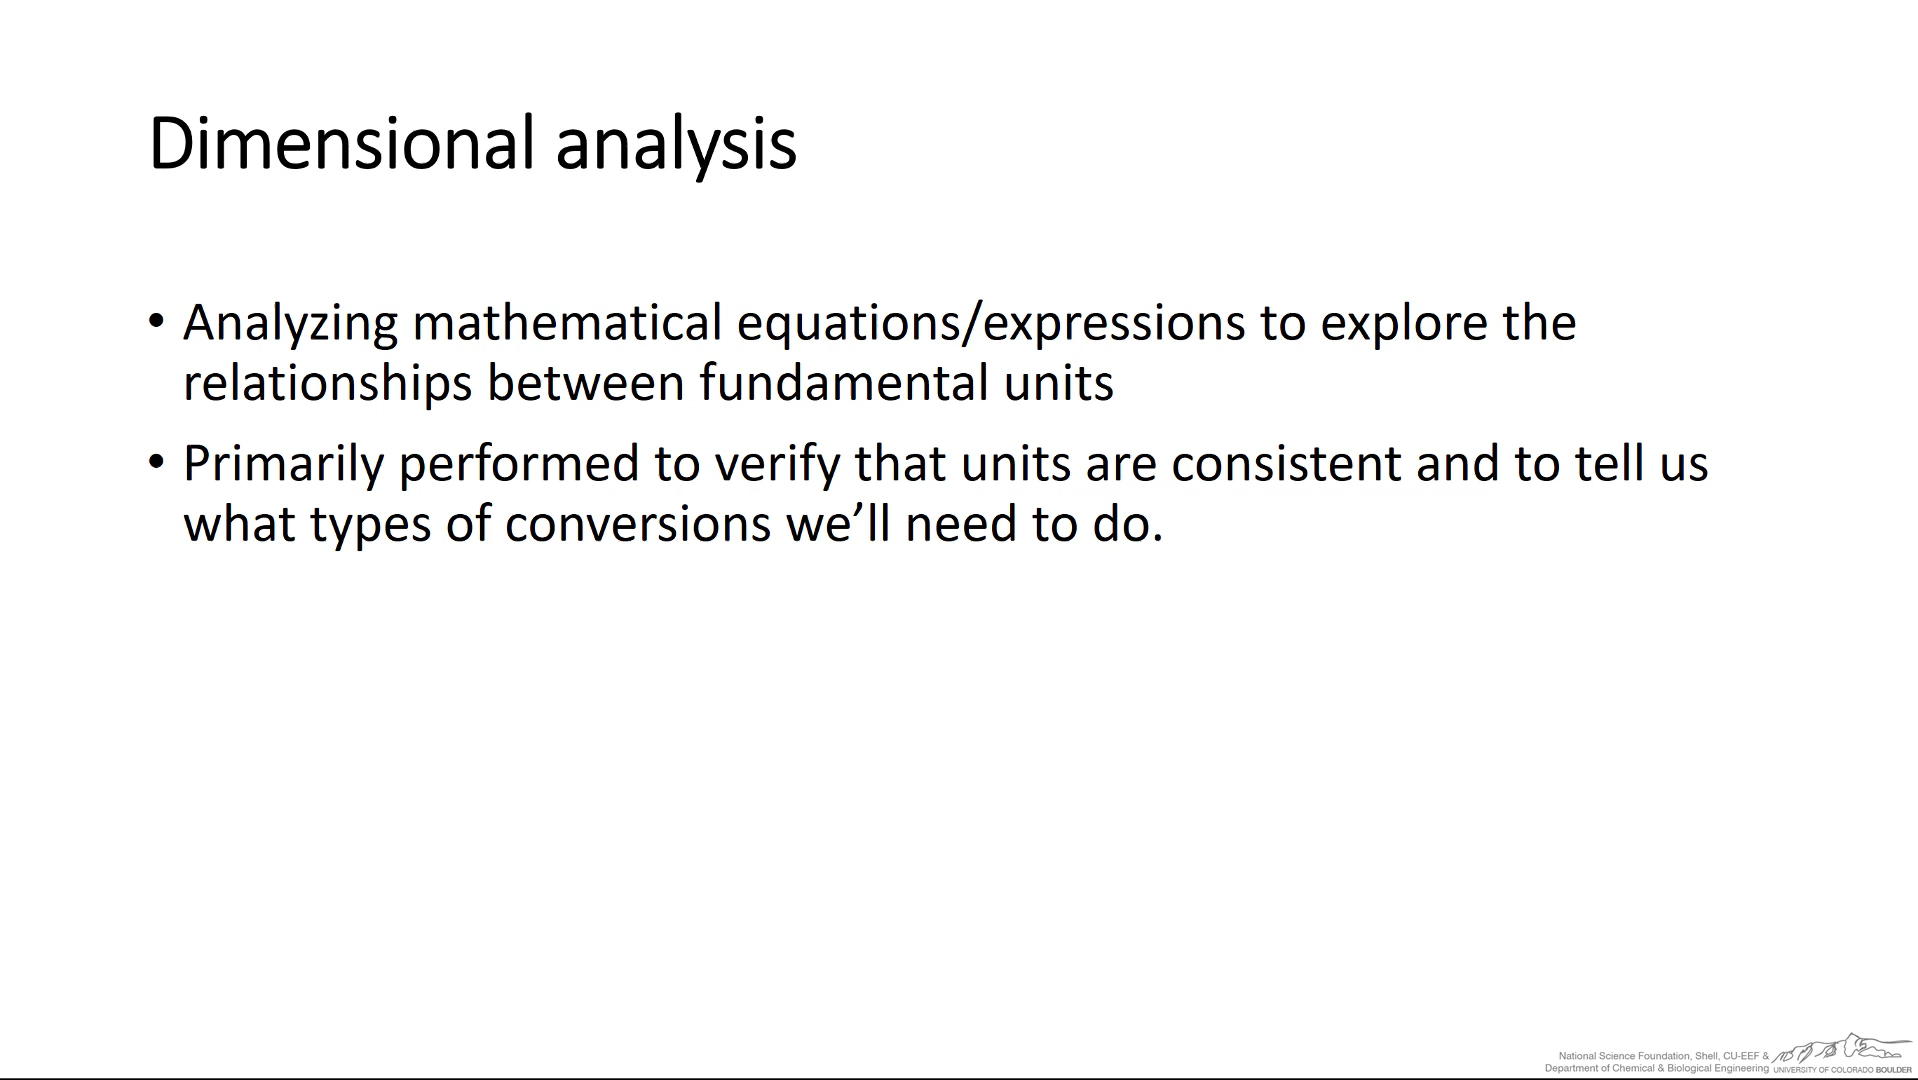 Dimensional analysis
• Analyzing mathematical equations/expressions to explore the
relationships between fundamental units
• Primarily performed to verify that units are consistent and to tell us
what types of conversions we’ll need to do.
National Science Foundation, Shell, CU-EEF &
Department of Chemical & Biological Engineering
UNIVERSITY OF COLORADO BOULDER